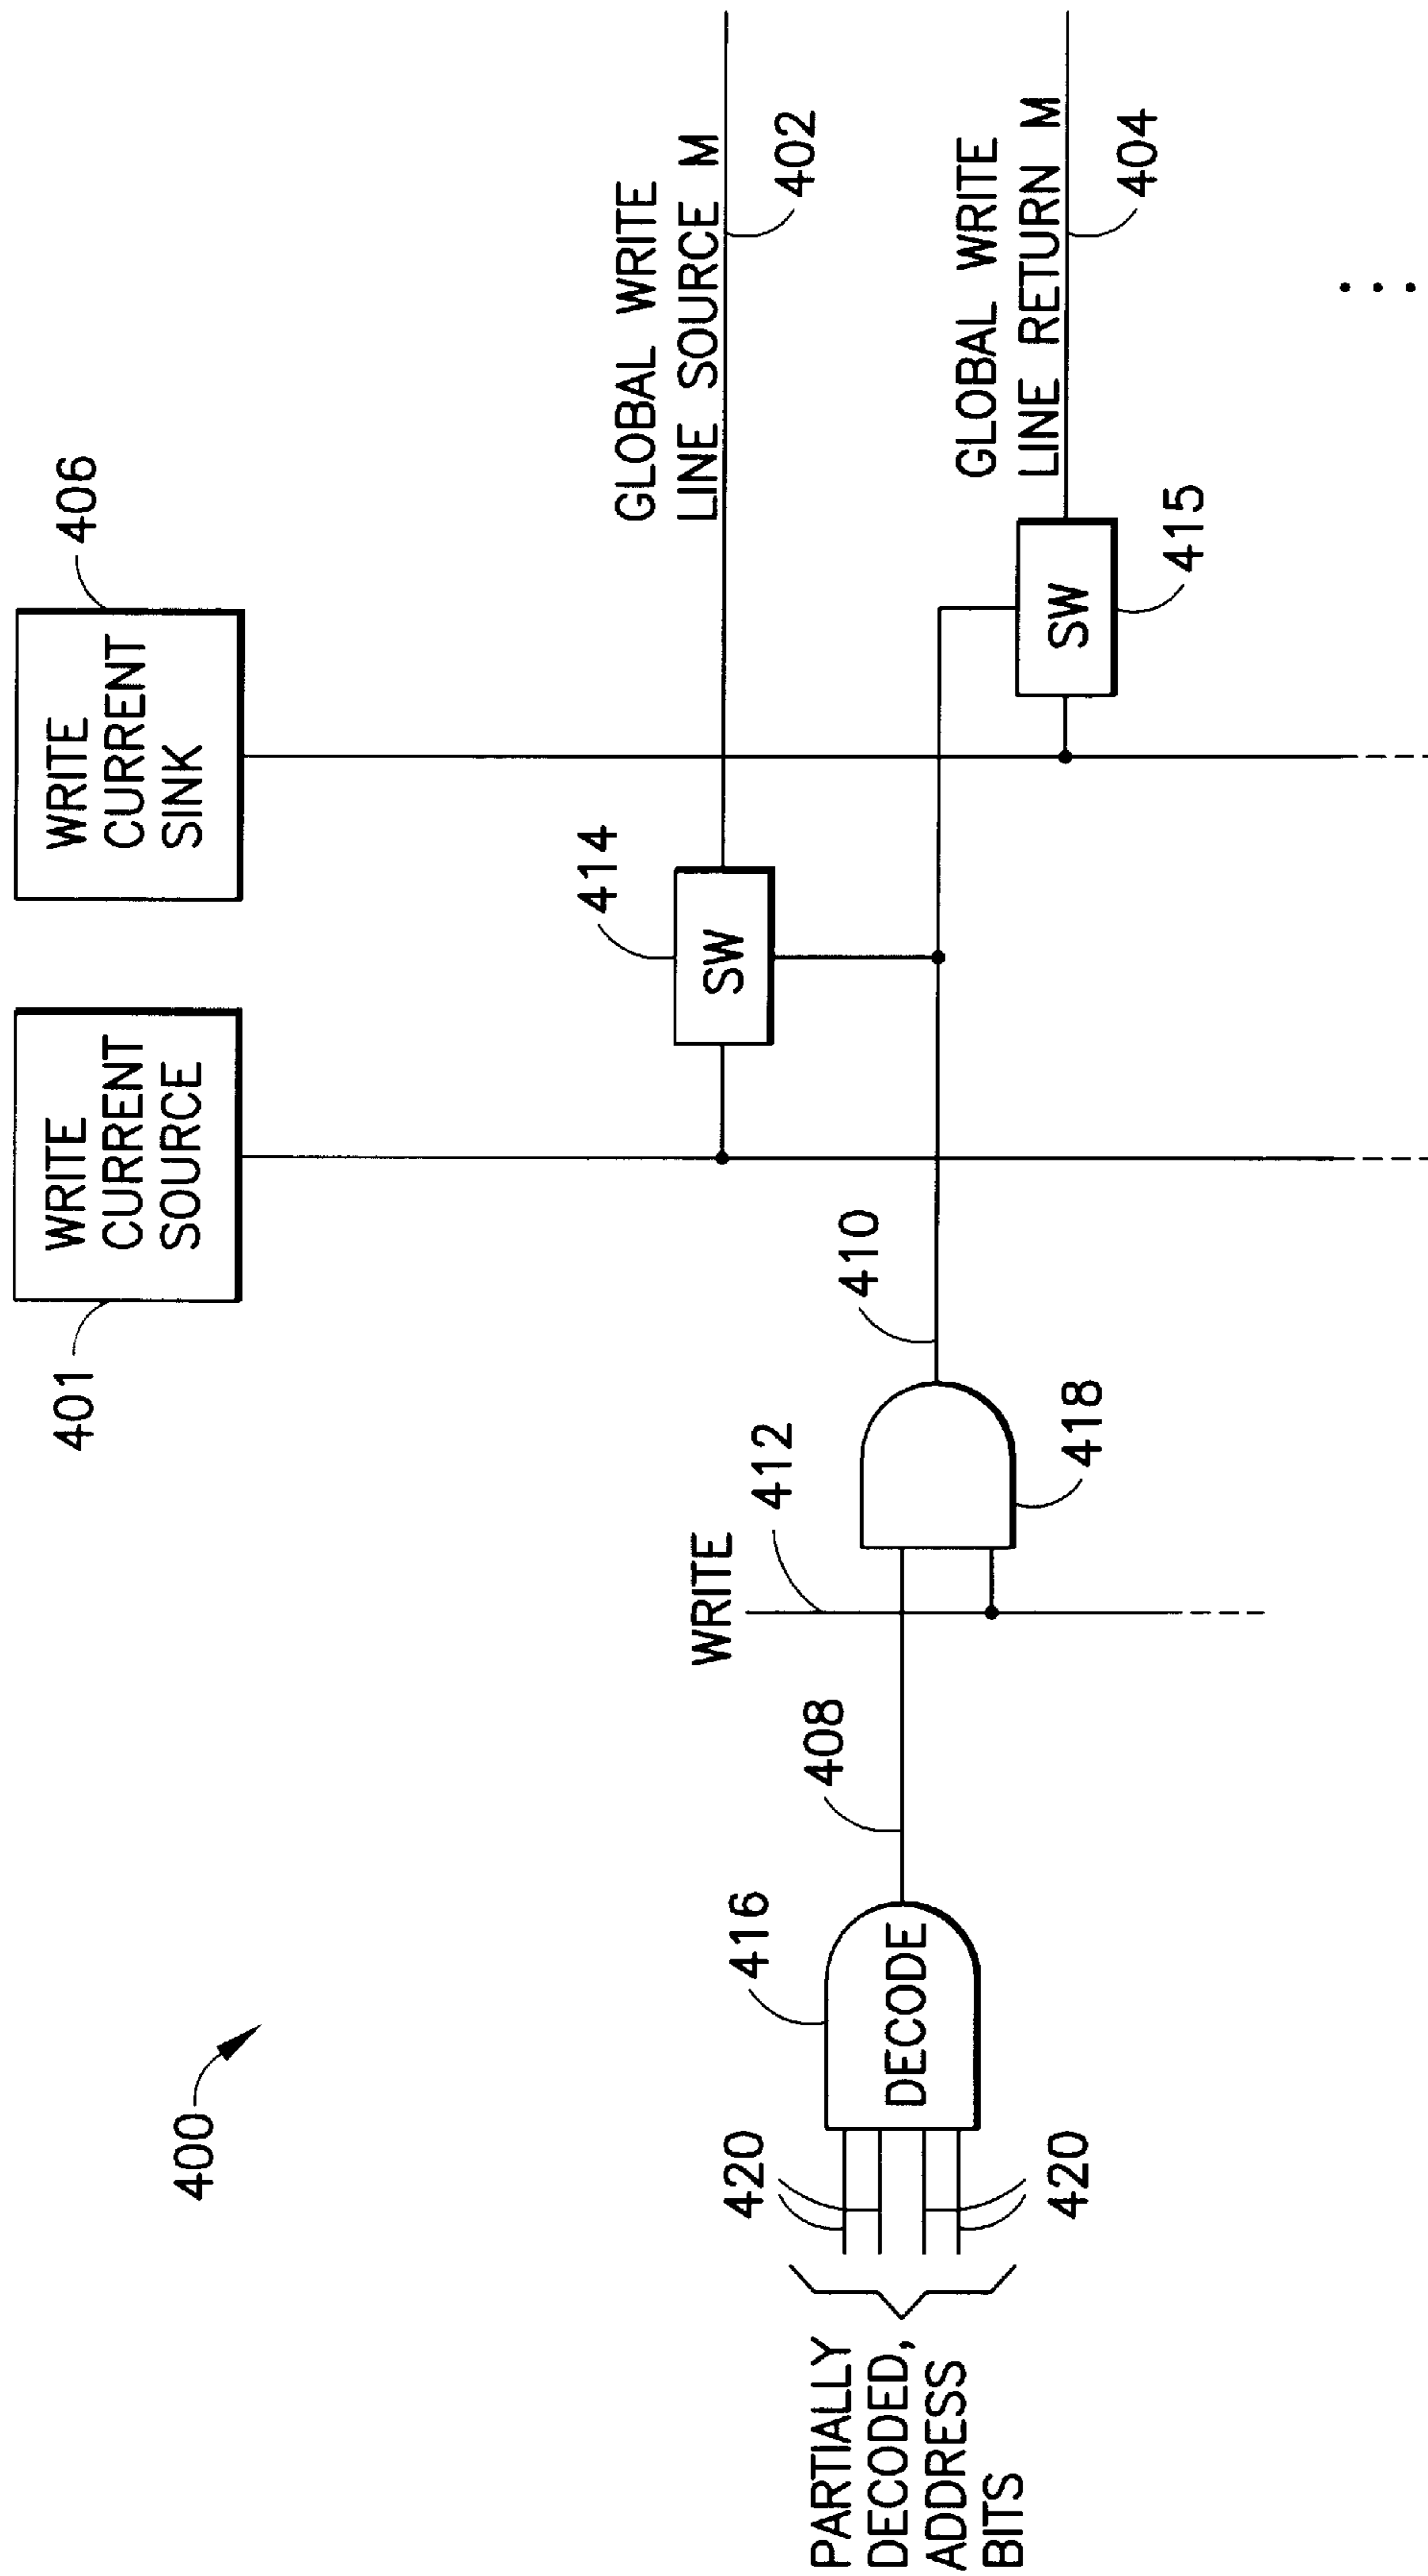 400
401
WRITE
CURRENT
SOURCE
WRITE
CURRENT
SINK
406
414
SW
GLOBAL WRITE
LINE SOURCE M
402
PARTIALLY
DECODED,
ADDRESS
BITS
420
420
416
DECODE
408
WRITE
412
418
410
SW
415
GLOBAL WRITE
LINE RETURN M
404